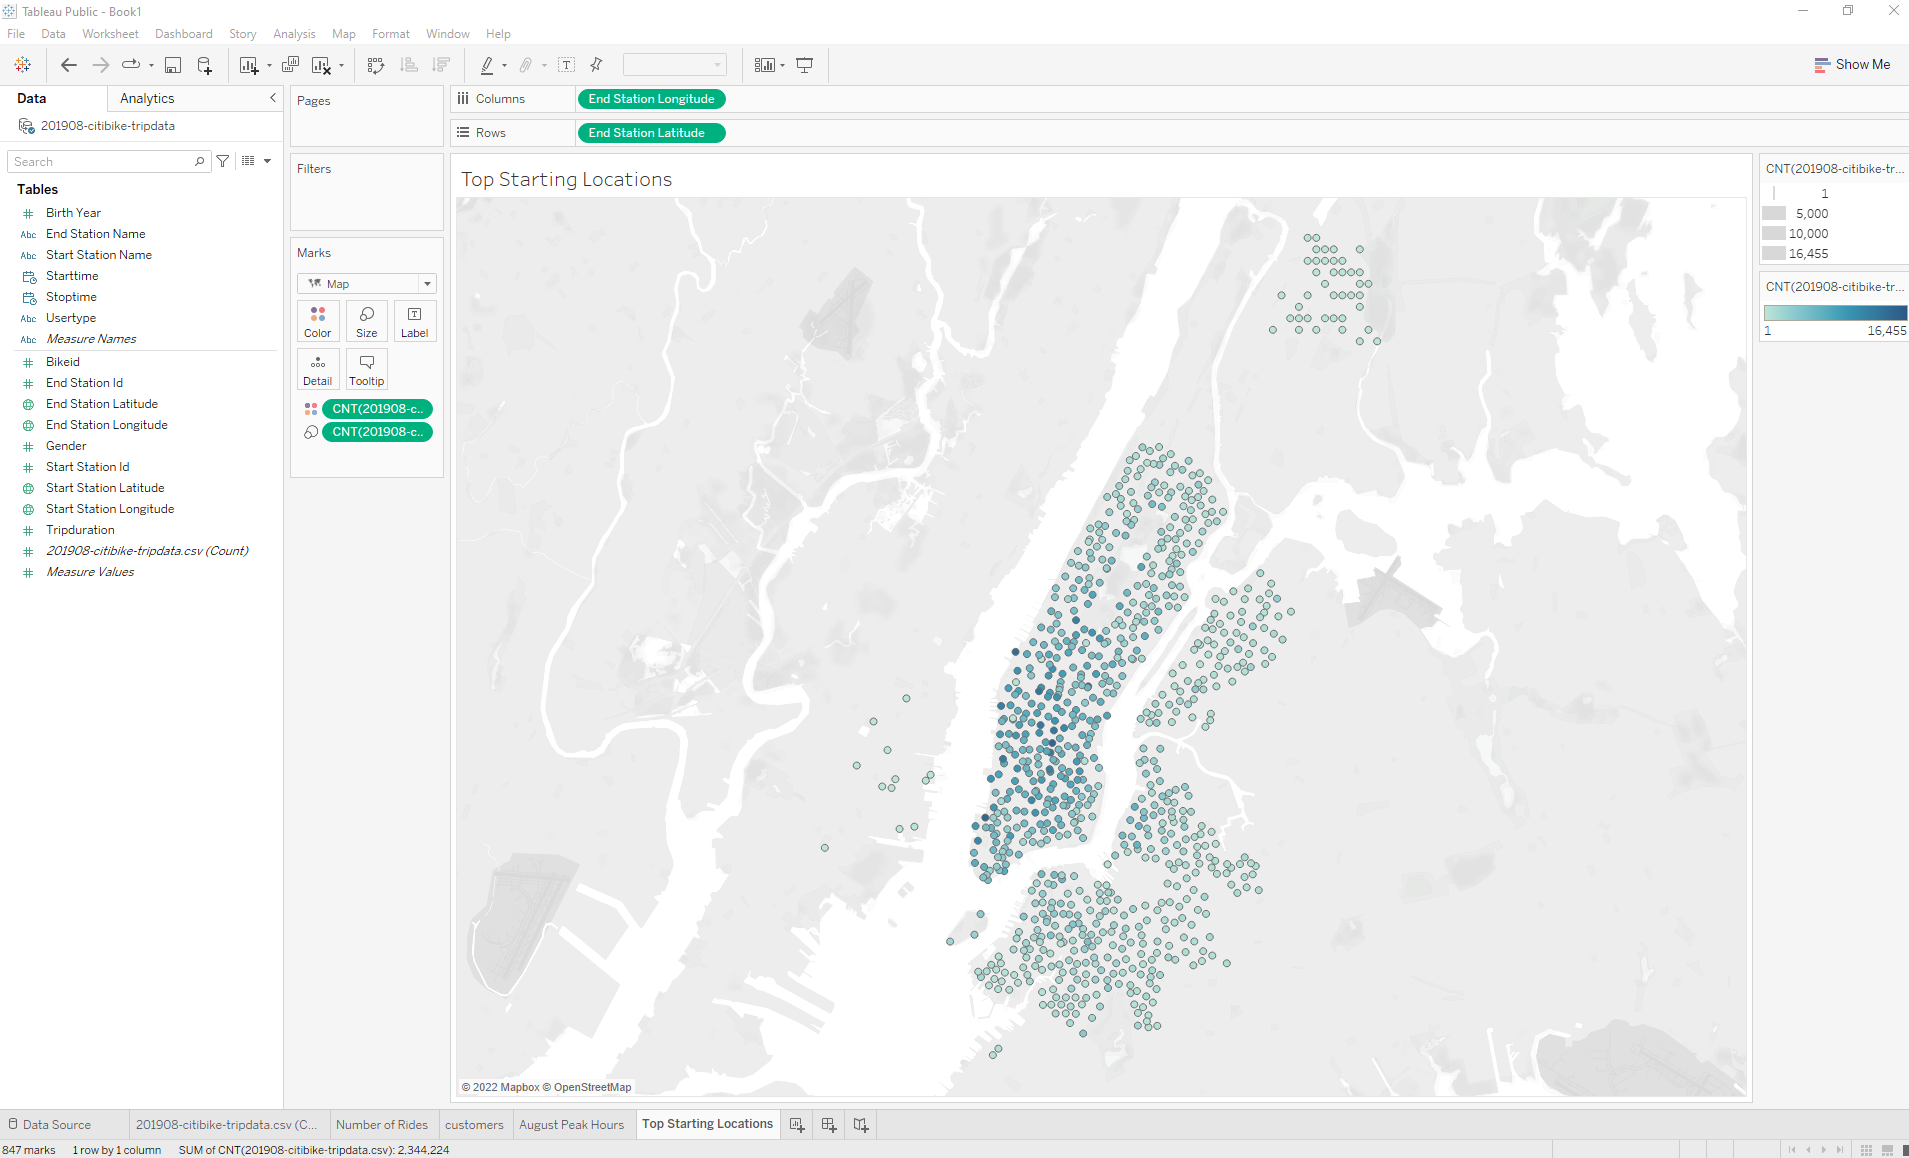 Tableau Public - Book1
File Data Worksheet Dashboard Story Analysis Map Format Window Help
Show Me
Data Analytics
201908-citibike-tripdata
Search
Tables
Birth Year
Abc End Station Name
Abc Start Station Name
Starttime
Stoptime
Abc Usertype
Abc Measure Names
Bikeid
End Station Id
End Station Latitude
End Station Longitude
Gender
Start Station Id
Start Station Latitude
Start Station Longitude
Tripduration
201908-citibike-tripdata.csv (Count)
Measure Values
Pages
Filters
Marks
Map
Color Size Label
Detail Tooltip
CNT(201908-c..
CNT(201908-c..
Columns End Station Longitude
Rows End Station Latitude
Top Starting Locations
© 2022 Mapbox © OpenStreetMap
CNT(201908-citibike-tr...
1
5,000
10,000
16,455
CNT(201908-citibike-tr...
1 16,455
Data Source 201908-citibike-tripdata.csv (C... Number of Rides customers August Peak Hours Top Starting Locations
847 marks 1 row by 1 column SUM of CNT(201908-citibike-tripdata.csv): 2,344,224